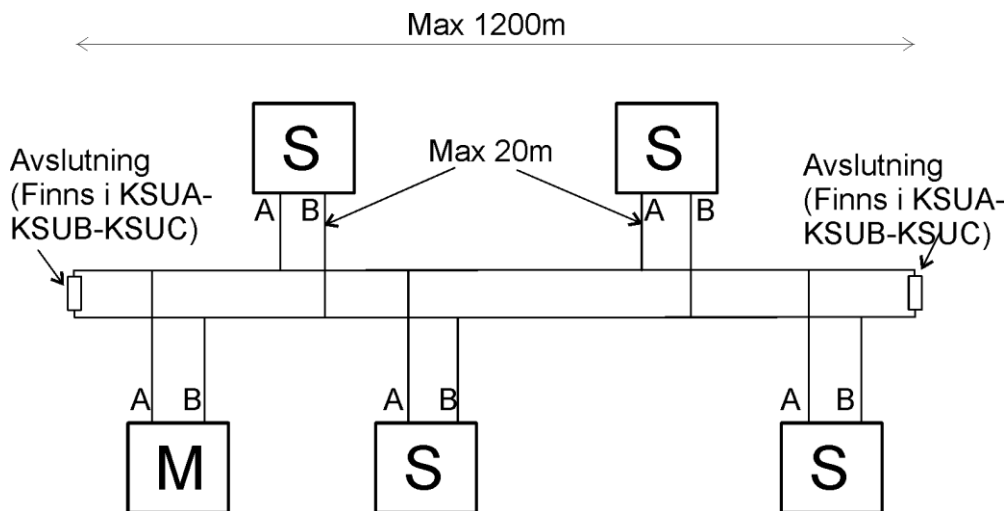 Max 1200m
S
S
Avslutning
(Finns i KSUA-
KSUB-KSUC)
Max 20m
Avslutning
(Finns i KSUA-
KSUB-KSUC)
A B
A B
A B
A B
A B
M
S
S